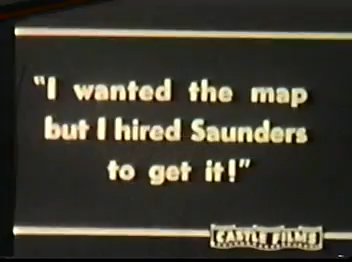 "I wanted the map
but I hired Saunders
to get it!"
CASTLE FILMS